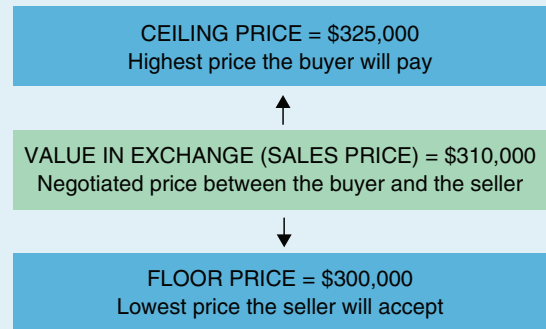 CEILING PRICE = $325,000
Highest price the buyer will pay
VALUE IN EXCHANGE (SALES PRICE) = $310,000
Negotiated price between the buyer and the seller
FLOOR PRICE = $300,000
Lowest price the seller will accept